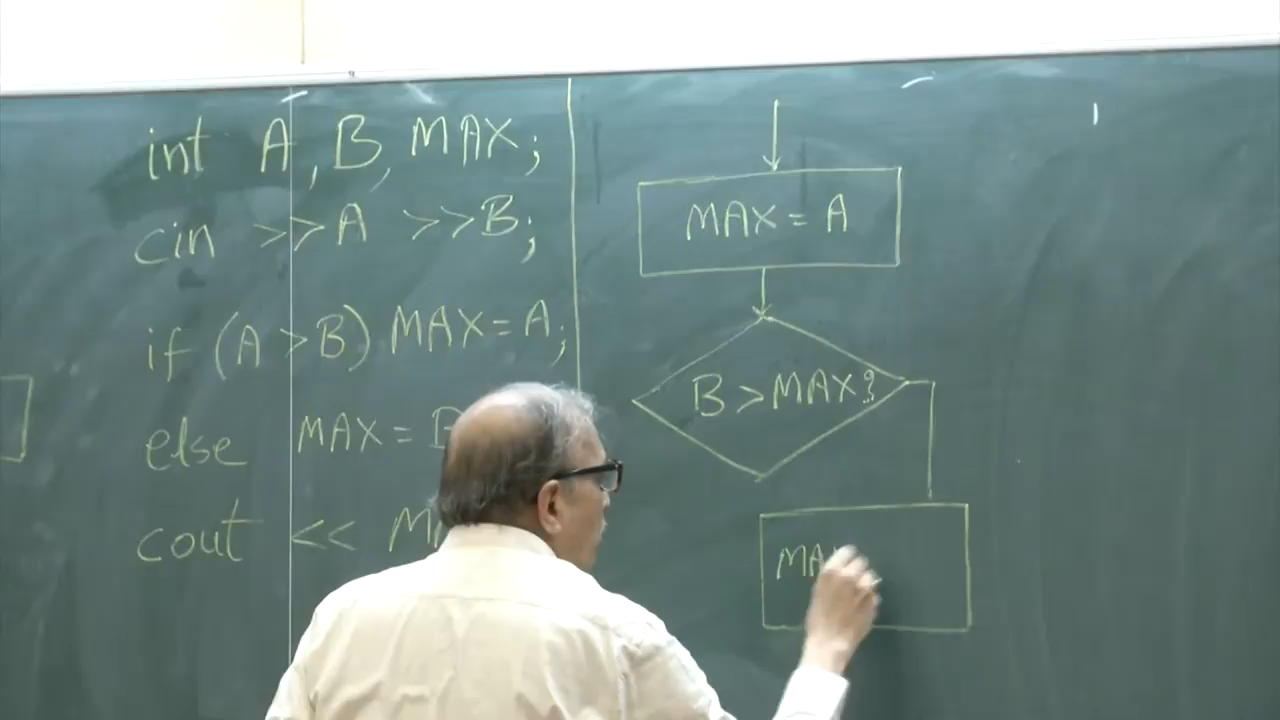 int A, B, MAX;
cin >> A >> B;
if (A > B) MAX = A;
else MAX =
cout <<
MAX = A
B > MAX?